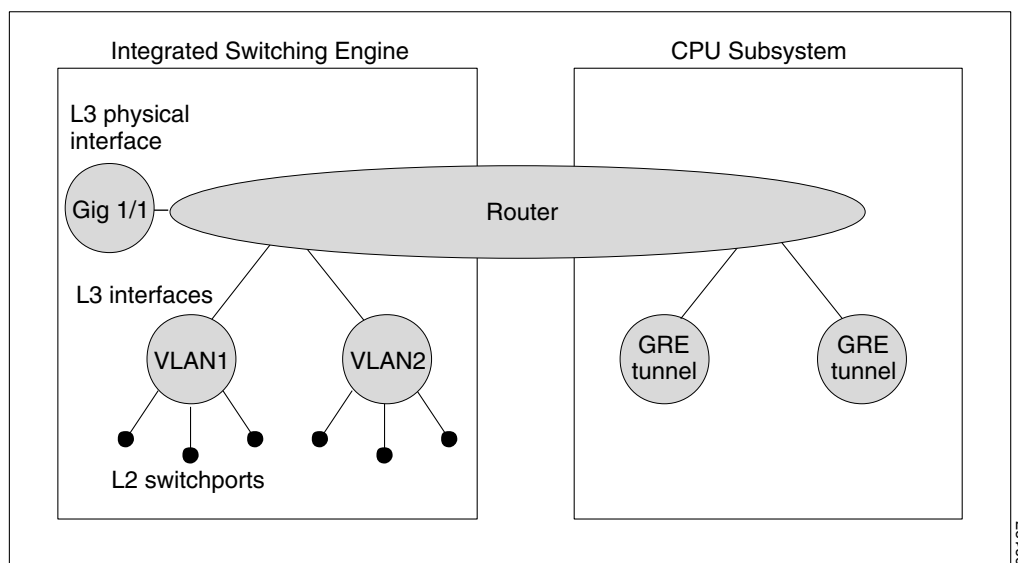 Integrated Switching Engine
CPU Subsystem
L3 physical
interface
Gig 1/1
Router
L3 interfaces
VLAN1
VLAN2
GRE
tunnel
GRE
tunnel
L2 switchports